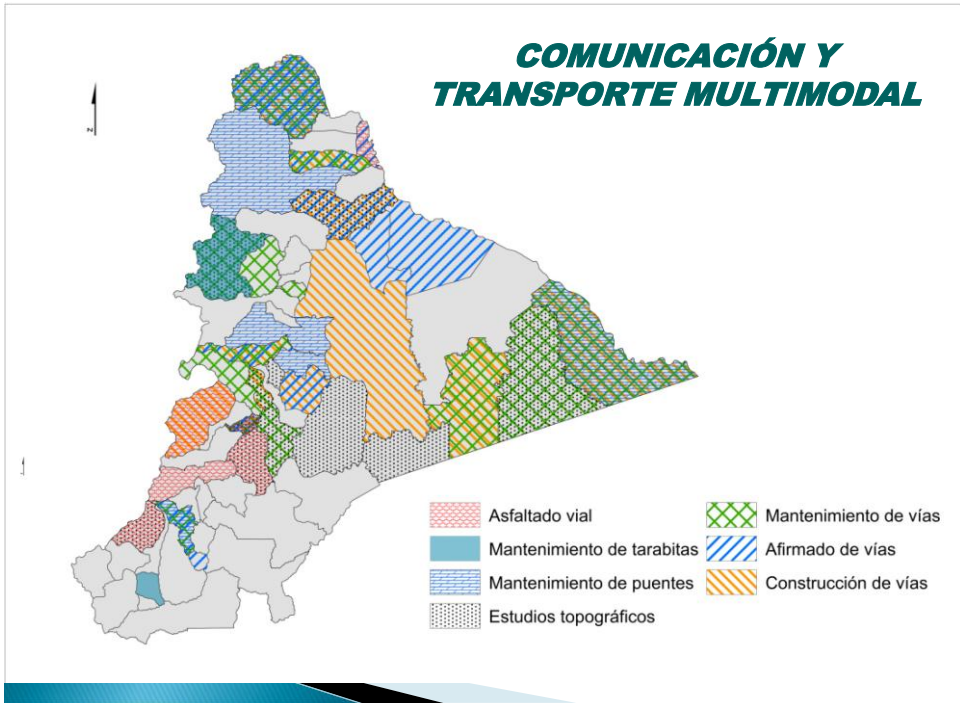 COMUNICACIÓN Y
TRANSPORTE MULTIMODAL
N
Asfaltado vial
Mantenimiento de tarabitas
Mantenimiento de puentes
Estudios topográficos
Mantenimiento de vías
Afirmado de vías
Construcción de vías